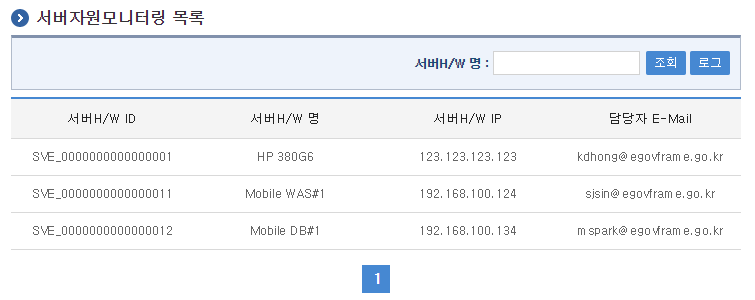 서버자원모니터링 목록
서버H/W 명 : 조회 로그
서버H/W ID 서버H/W 명 서버H/W IP 담당자 E-Mail
SVE_0000000000000001 HP 380G6 123.123.123.123 kdhong@egovframe.go.kr
SVE_0000000000000011 Mobile WAS#1 192.168.100.124 sjsin@egovframe.go.kr
SVE_0000000000000012 Mobile DB#1 192.168.100.134 mspark@egovframe.go.kr
1